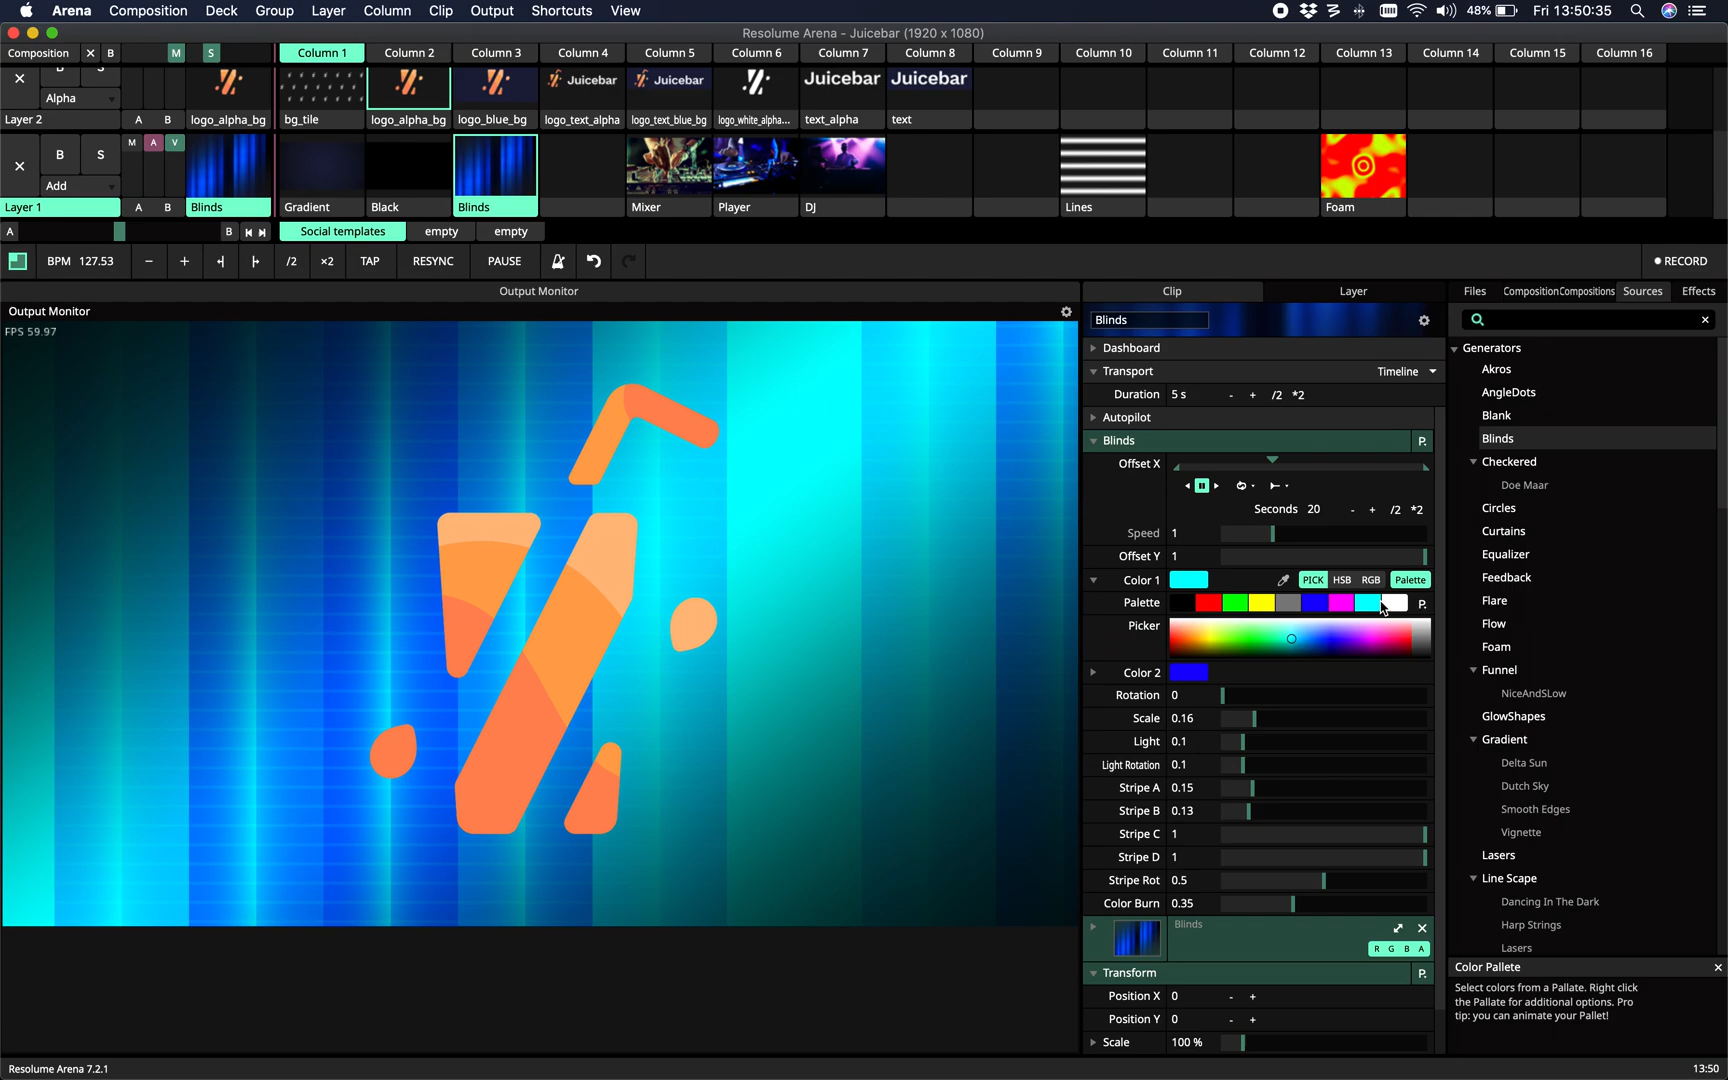 Arena Composition Deck Group Layer Column Clip Output Shortcuts View 48% Fri 13:50:35
Resolume Arena - Juicebar (1920 x 1080)
Composition X B M S Column 1 Column 2 Column 3 Column 4 Column 5 Column 6 Column 7 Column 8 Column 9 Column 10 Column 11 Column 12 Column 13 Column 14 Column 15 Column 16
B S Juicebar Juicebar Juicebar Juicebar
Alpha
Layer 2 A B logo_alpha_bg bg_tile logo_alpha_bg logo_blue_bg logo_text_alpha logo_text_blue_bg logo_white_alpha... text_alpha text
M A V
B S
Add
Layer 1 A B Blinds Gradient Black Blinds Mixer Player DJ Lines Foam
A B Social templates empty empty
BPM 127.53 - + /2 ×2 TAP RESYNC PAUSE RECORD
Output Monitor Clip Layer Files CompositionCompositions Sources Effects
Output Monitor
FPS 59.97
Blinds
Dashboard
Transport Timeline
Duration 5 s - + /2 *2
Autopilot
Blinds P.
Offset X
Seconds 20 - + /2 *2
Speed 1
Offset Y 1
Color 1 PICK HSB RGB Palette
Palette P.
Picker
Color 2
Rotation 0
Scale 0.16
Light 0.1
Light Rotation 0.1
Stripe A 0.15
Stripe B 0.13
Stripe C 1
Stripe D 1
Stripe Rot 0.5
Color Burn 0.35
Blinds
R G B A
Transform P.
Position X 0 - +
Position Y 0 - +
Scale 100 %
Generators
Akros
AngleDots
Blank
Blinds
Checkered
Doe Maar
Circles
Curtains
Equalizer
Feedback
Flare
Flow
Foam
Funnel
NiceAndSLow
GlowShapes
Gradient
Delta Sun
Dutch Sky
Smooth Edges
Vignette
Lasers
Line Scape
Dancing In The Dark
Harp Strings
Lasers
Color Pallete
Select colors from a Pallate. Right click
the Pallate for additional options. Pro
tip: you can animate your Pallet!
Resolume Arena 7.2.1 13:50